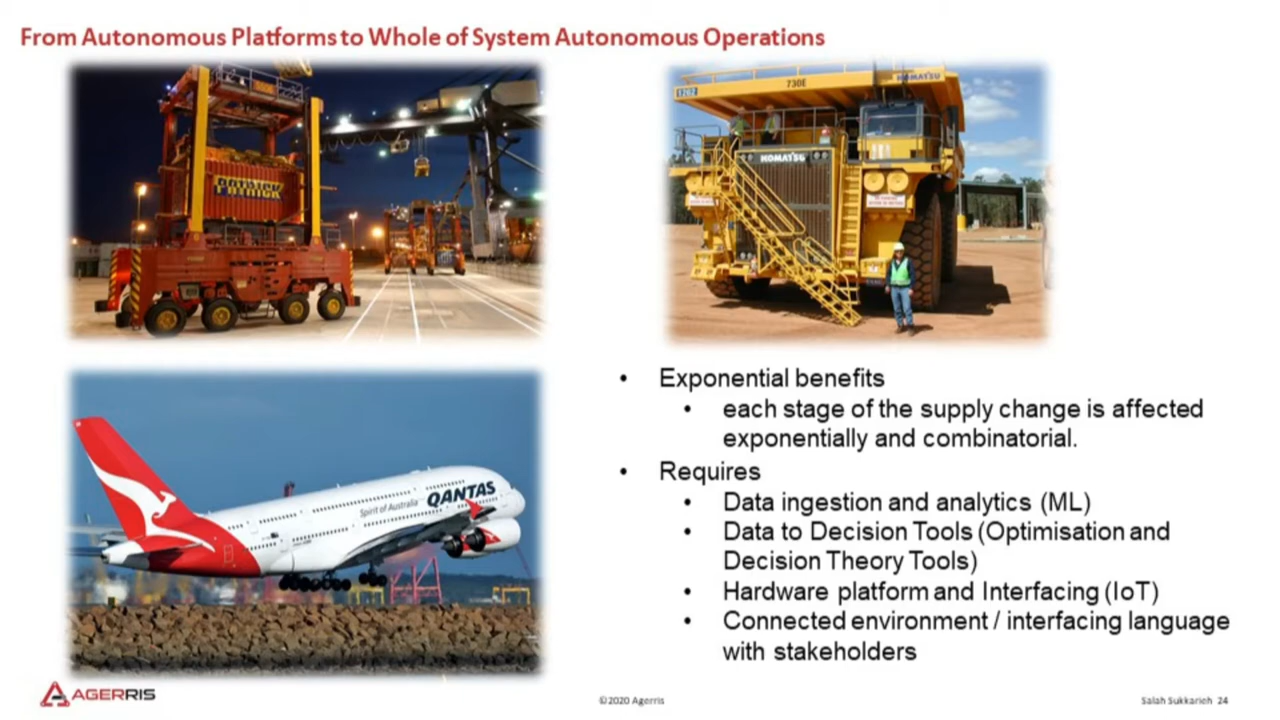 From Autonomous Platforms to Whole of System Autonomous Operations
PATRICK
1262
730E
KOMATSU
KOMATSU
Spirit of Australia
QANTAS
• Exponential benefits
• each stage of the supply change is affected
exponentially and combinatorial.
• Requires
• Data ingestion and analytics (ML)
• Data to Decision Tools (Optimisation and
Decision Theory Tools)
• Hardware platform and Interfacing (IoT)
• Connected environment / interfacing language
with stakeholders
AGERRIS
©2020 Agerris
Salah Sukkarieh 24